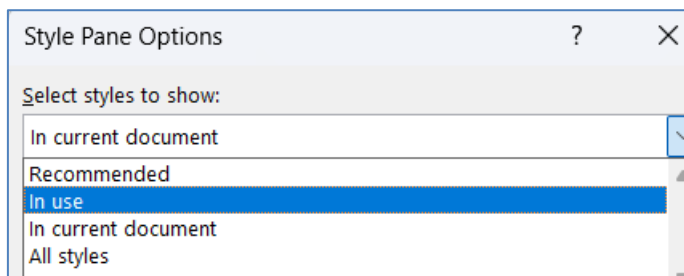 Style Pane Options ?
Select styles to show:
In current document
Recommended
In use
In current document
All styles